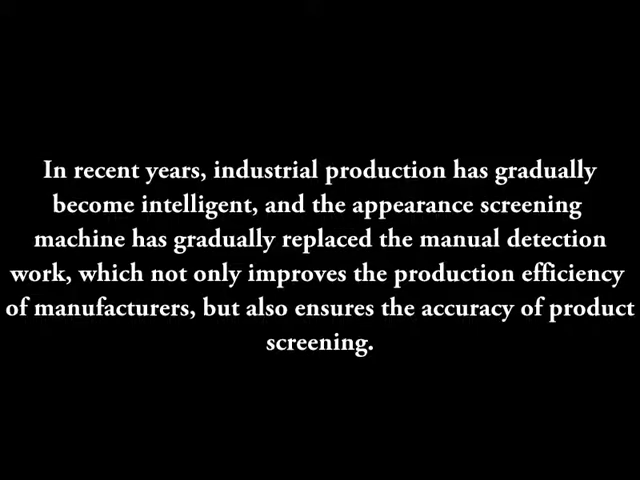 In recent years, industrial production has gradually
become intelligent, and the appearance screening
machine has gradually replaced the manual detection
work, which not only improves the production efficiency
of manufacturers, but also ensures the accuracy of product
screening.